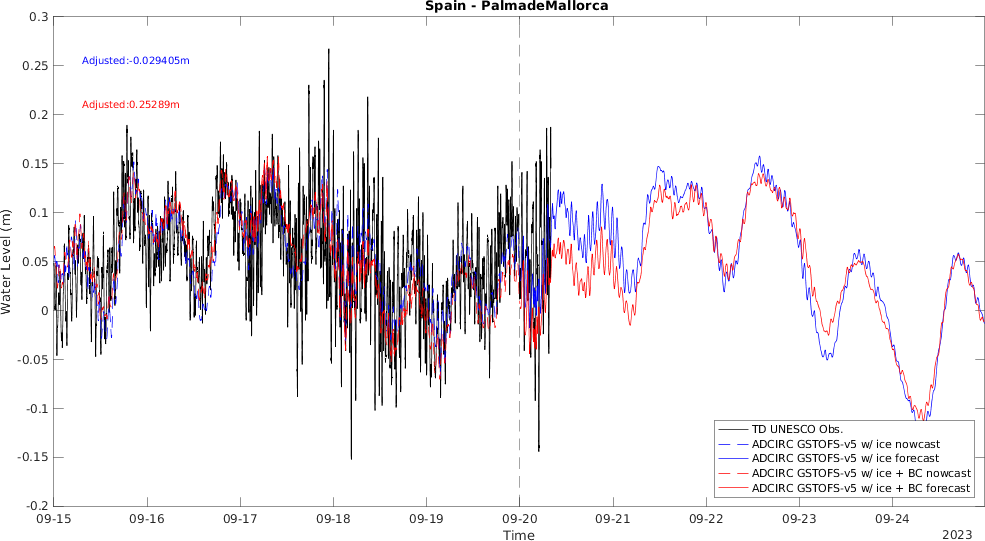 Spain - PalmadeMallorca
Adjusted:-0.029405m
Adjusted:0.25289m
Water Level (m)
0.3
0.25
0.2
0.15
0.1
0.05
0
-0.05
-0.1
-0.15
-0.2
TD UNESCO Obs.
ADCIRC GSTOFS-v5 w/ ice nowcast
ADCIRC GSTOFS-v5 w/ ice forecast
ADCIRC GSTOFS-v5 w/ ice + BC nowcast
ADCIRC GSTOFS-v5 w/ ice + BC forecast
09-15 09-16 09-17 09-18 09-19 09-20 09-21 09-22 09-23 09-24
Time
2023